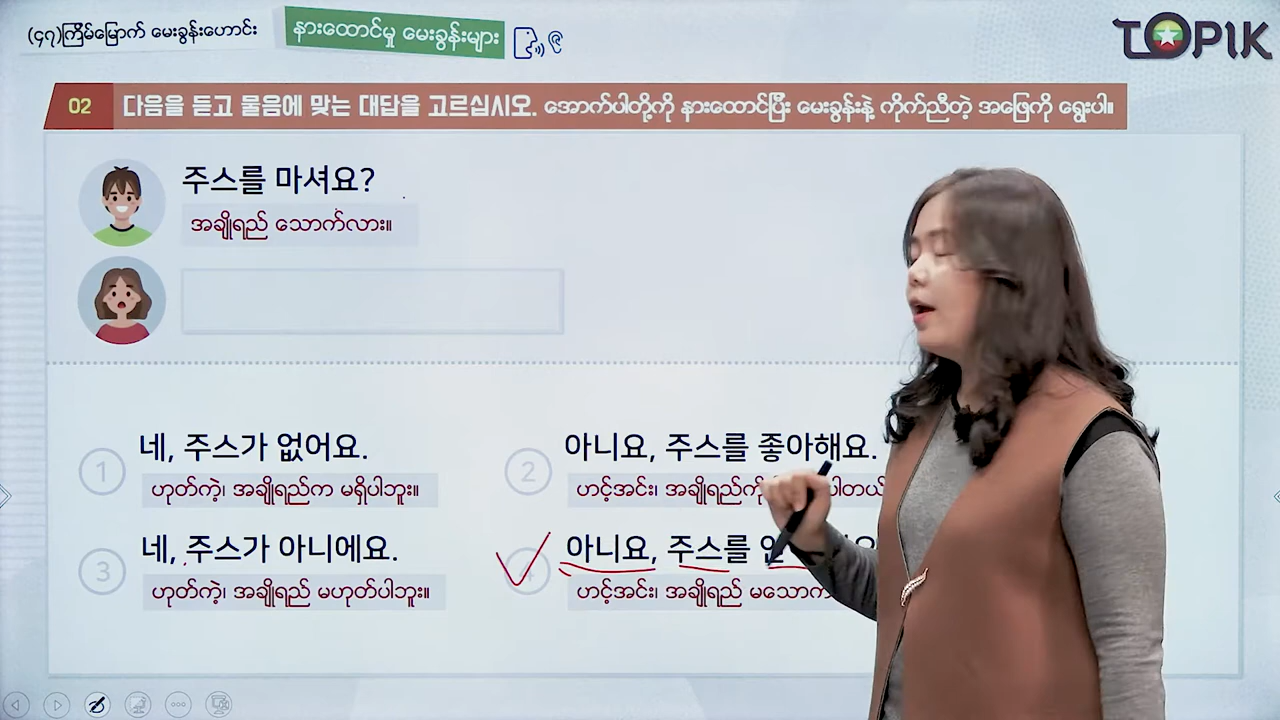 (၄၇)ကြိမ်မြောက် မေးခွန်းဟောင်း
နားထောင်မှု မေးခွန်းများ
TOPIK
02 다음을 듣고 물음에 맞는 대답을 고르십시오. အောက်ပါတို့ကို နားထောင်ပြီး မေးခွန်းနဲ့ ကိုက်ညီတဲ့ အဖြေကို ရွေးပါ။
주스를 마셔요?
အချိုရည် သောက်လား။
1 네, 주스가 없어요.
ဟုတ်ကဲ့၊ အချိုရည်က မရှိပါဘူး။
2 아니요, 주스를 좋아해요.
ဟင့်အင်း၊ အချိုရည်ကို
3 네, 주스가 아니에요.
ဟုတ်ကဲ့၊ အချိုရည် မဟုတ်ပါဘူး။
아니요, 주스를
ဟင့်အင်း၊ အချိုရည်